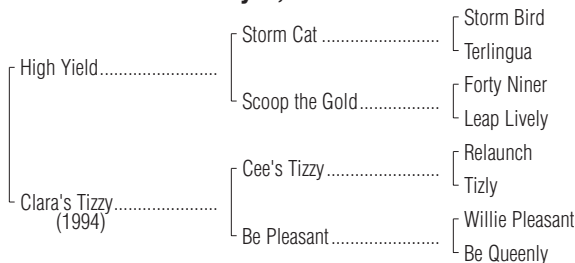 Storm Bird
Storm Cat ....................
Terlingua
High Yield........................
Forty Niner
Scoop the Gold.................
Leap Lively
Relaunch
Cee's Tizzy .......................
Tizly
Clara's Tizzy.....................
(1994)
Willie Pleasant
Be Pleasant.......................
Be Queenly